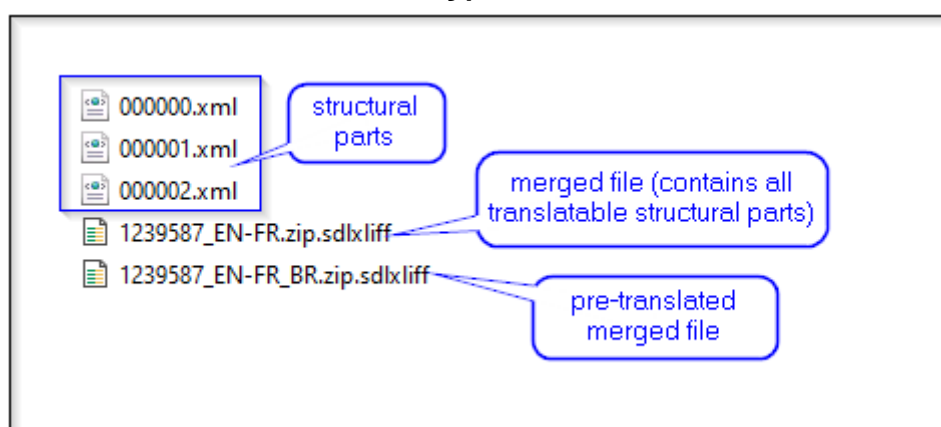 000000.xml
structural
parts
000001.xml
000002.xml
merged file (contains all
translatable structural parts)
1239587_EN-FR.zip.sdlxliff
1239587_EN-FR_BR.zip.sdlxliff
pre-translated
merged file